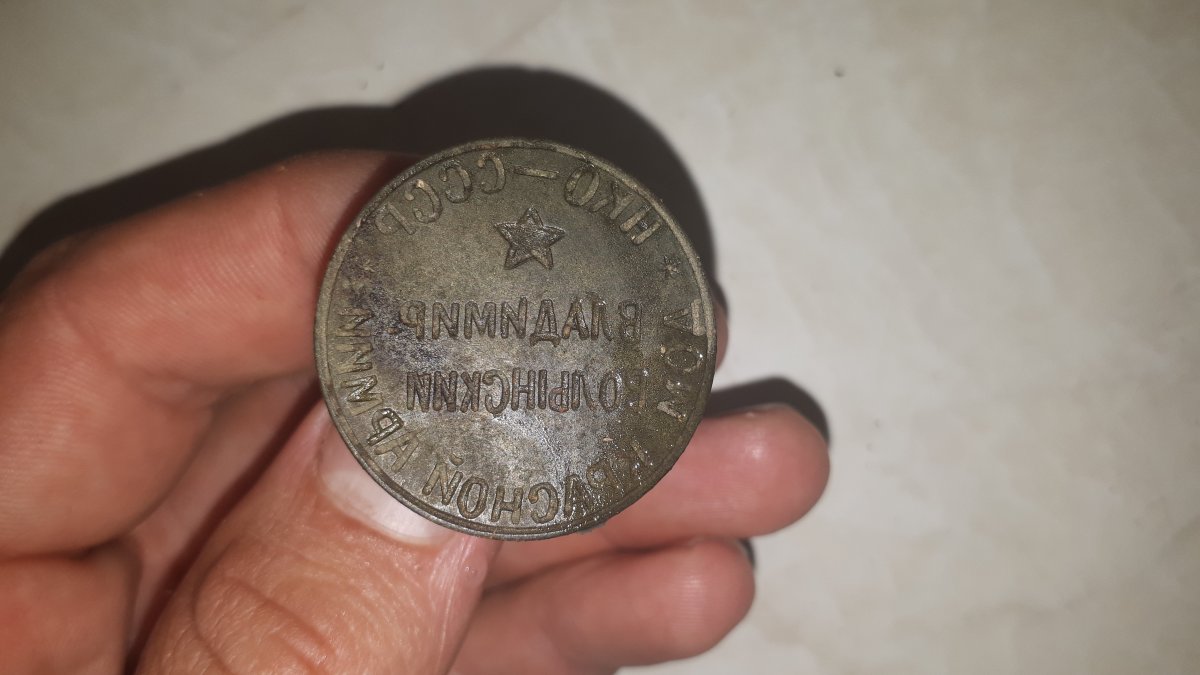 НКО – СССР
ВЛАДИМИР-
ВОЛЫНСКИЙ
ДОМ КРАСНОЙ АРМИИ